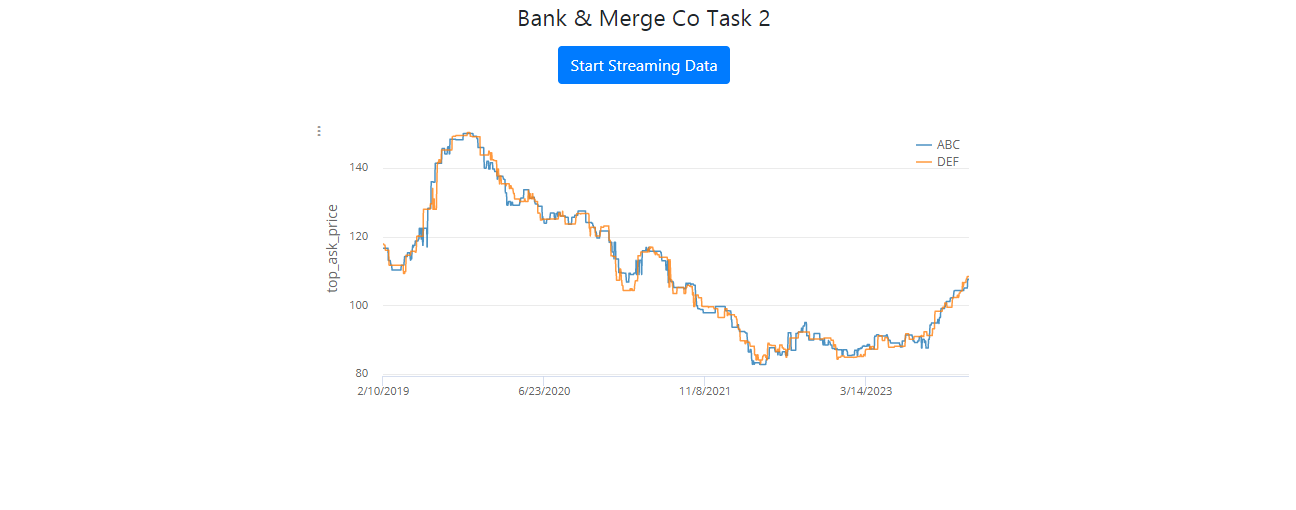 Bank & Merge Co Task 2
Start Streaming Data
ABC
DEF
top_ask_price
140
120
100
80
2/10/2019
6/23/2020
11/8/2021
3/14/2023